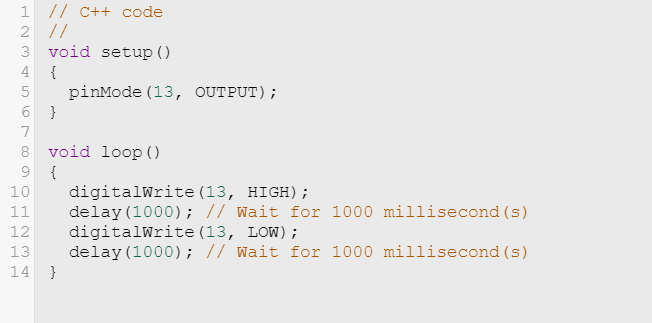 1 // C++ code
2 //
3 void setup()
4 {
5   pinMode(13, OUTPUT);
6 }
7
8 void loop()
9 {
10   digitalWrite(13, HIGH);
11   delay(1000); // Wait for 1000 millisecond(s)
12   digitalWrite(13, LOW);
13   delay(1000); // Wait for 1000 millisecond(s)
14 }